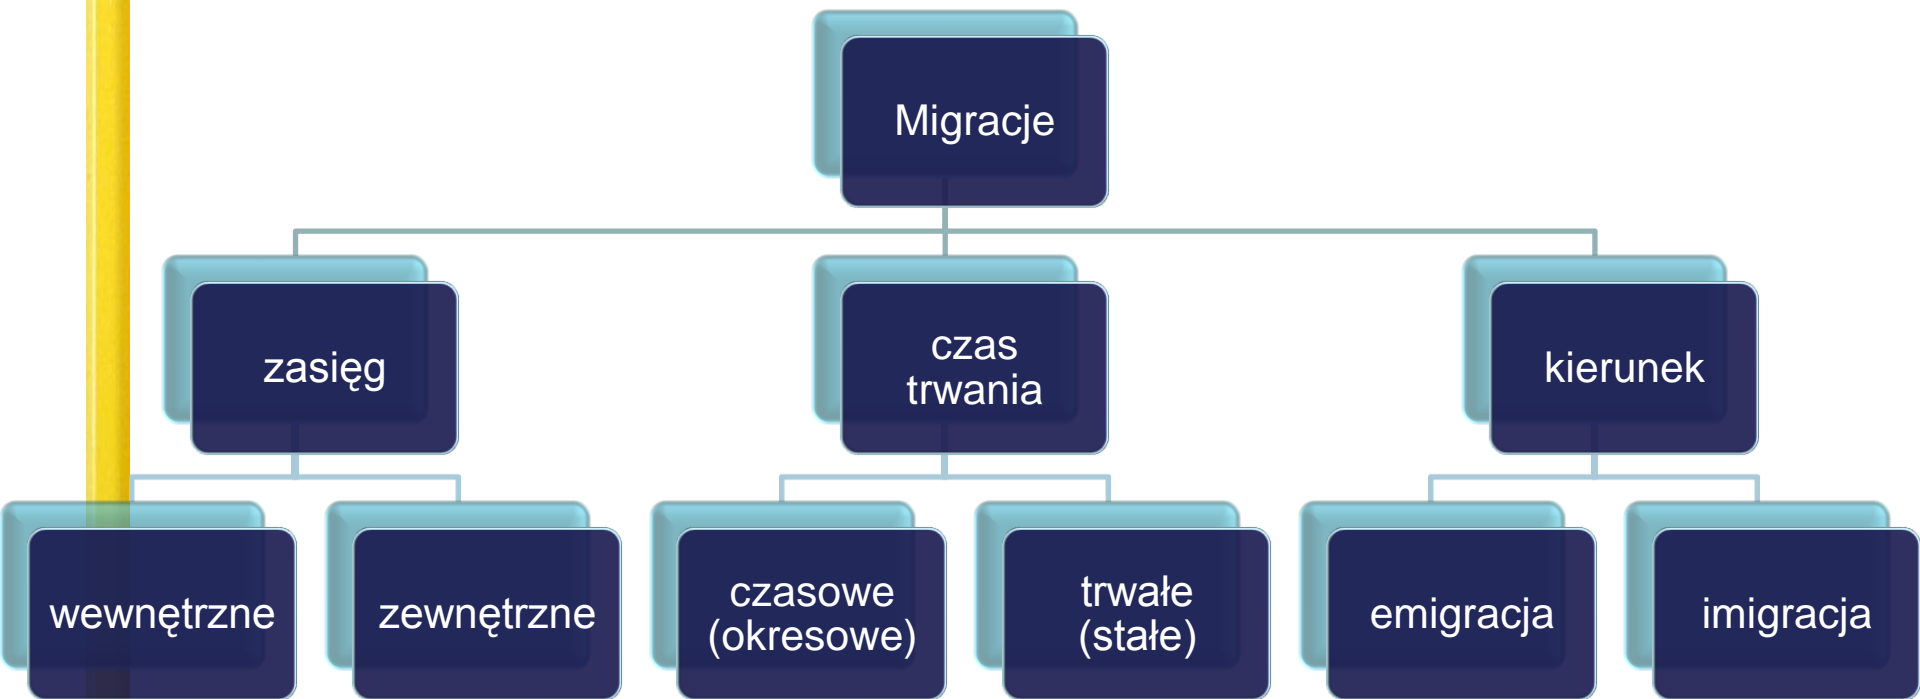 Migracje
zasięg
czas
trwania
kierunek
wewnętrzne
zewnętrzne
czasowe
(okresowe)
trwałe
(stałe)
emigracja
imigracja